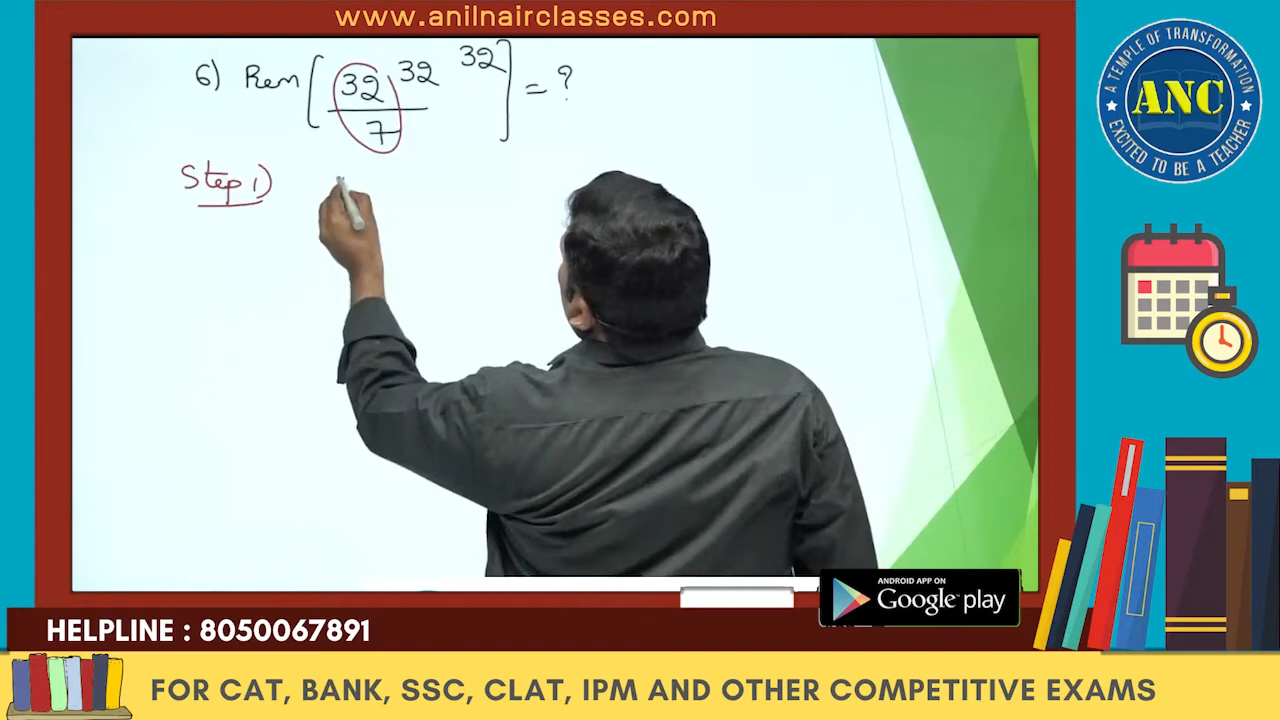 www.anilnairclasses.com
6) Rem [ 32 32 32 ] = ?
7
Step 1)
A TEMPLE OF TRANSFORMATION
ANC
EXCITED TO BE A TEACHER
ANDROID APP ON
Google play
HELPLINE : 8050067891
FOR CAT, BANK, SSC, CLAT, IPM AND OTHER COMPETITIVE EXAMS